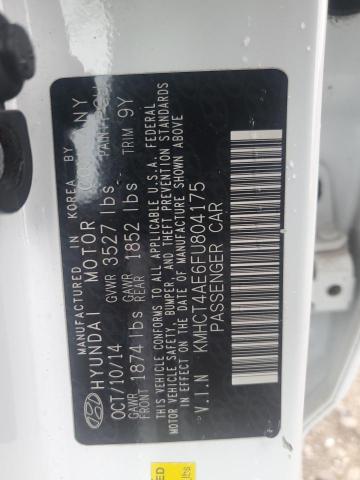 MANUFACTURED IN KOREA BY
HYUNDAI MOTOR COMPANY
OCT/10/14 GVWR 3527 lbs
GAWR FRONT 1874 lbs GAWR REAR 1852 lbs TRIM 9Y
THIS VEHICLE CONFORMS TO ALL APPLICABLE U.S.A. FEDERAL
MOTOR VEHICLE SAFETY, BUMPER, AND THEFT PREVENTION STANDARDS
IN EFFECT ON THE DATE OF MANUFACTURE SHOWN ABOVE
V.I.N KMHCT4AE6FU804175
PASSENGER CAR
lbs